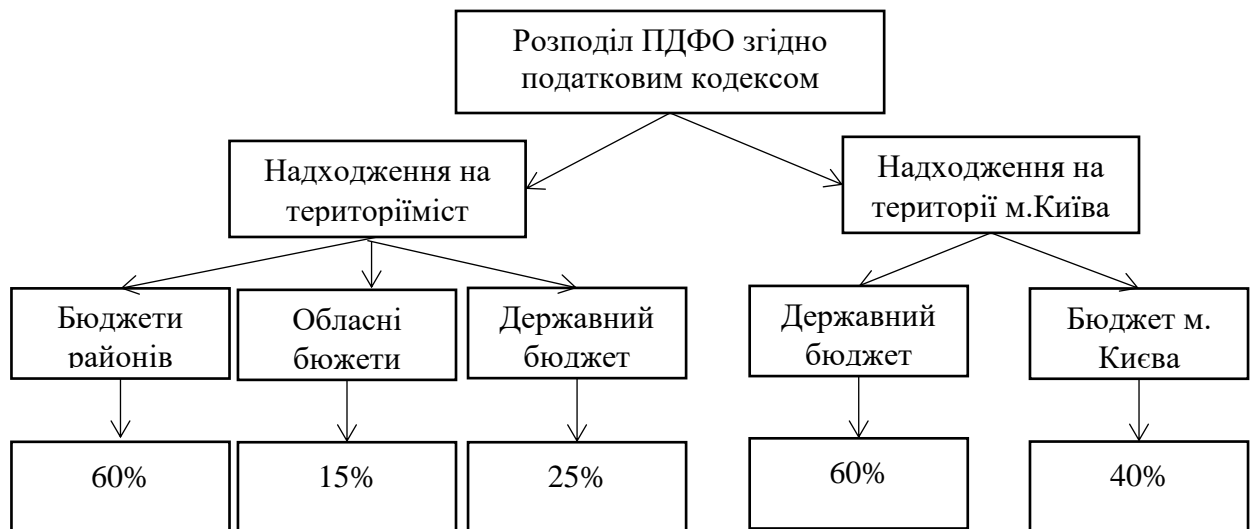 Розподіл ПДФО згідно
податковим кодексом
Надходження на
територіїміст
Надходження на
території м.Київа
Бюджети
районів
Обласні
бюжети
Державний
бюджет
Державний
бюджет
Бюджет м.
Києва
60%
15%
25%
60%
40%